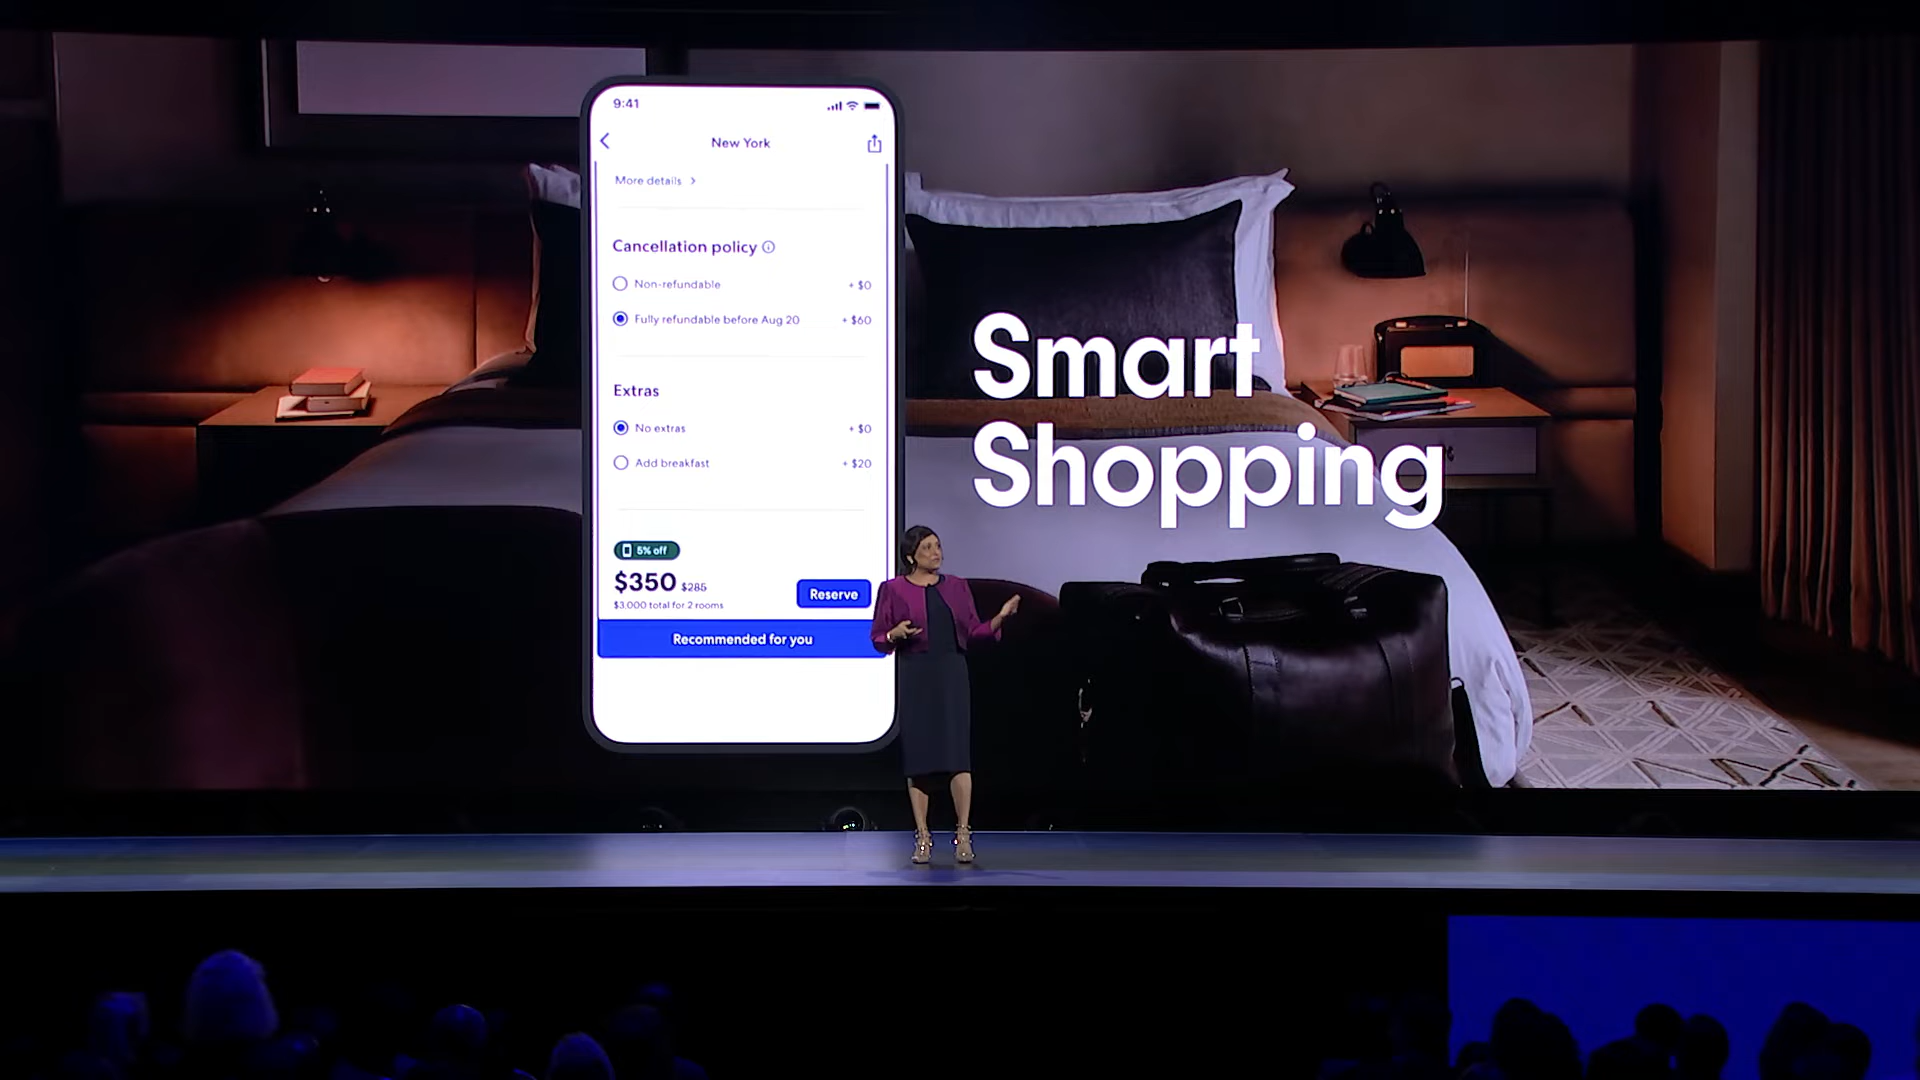 9:41
New York
More details >
Cancellation policy
Non-refundable + $0
Fully refundable before Aug 20 + $60
Extras
No extras + $0
Add breakfast + $20
5% off
$350 $285
$3,000 total for 2 rooms
Reserve
Recommended for you
Smart
Shopping